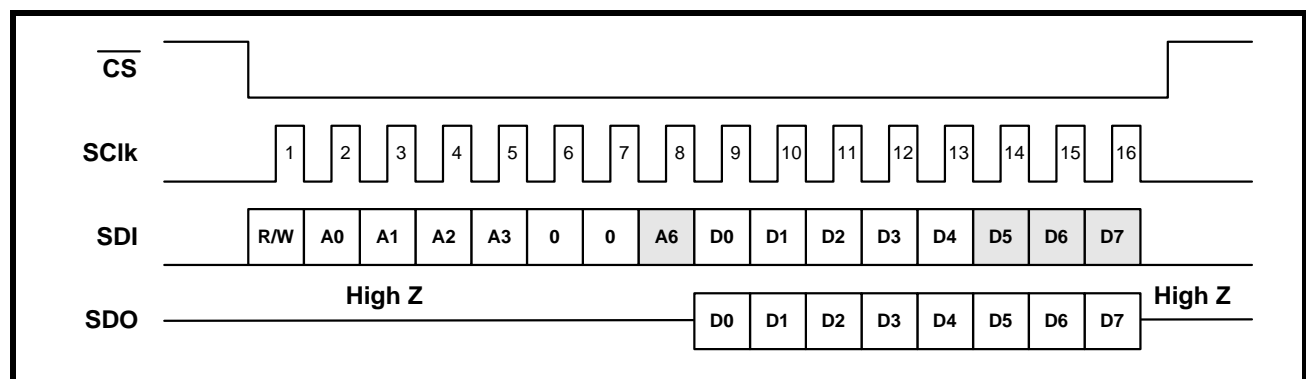 CS
SClk 1 2 3 4 5 6 7 8 9 10 11 12 13 14 15 16
SDI R/W A0 A1 A2 A3 0 0 A6 D0 D1 D2 D3 D4 D5 D6 D7
High Z High Z
SDO D0 D1 D2 D3 D4 D5 D6 D7